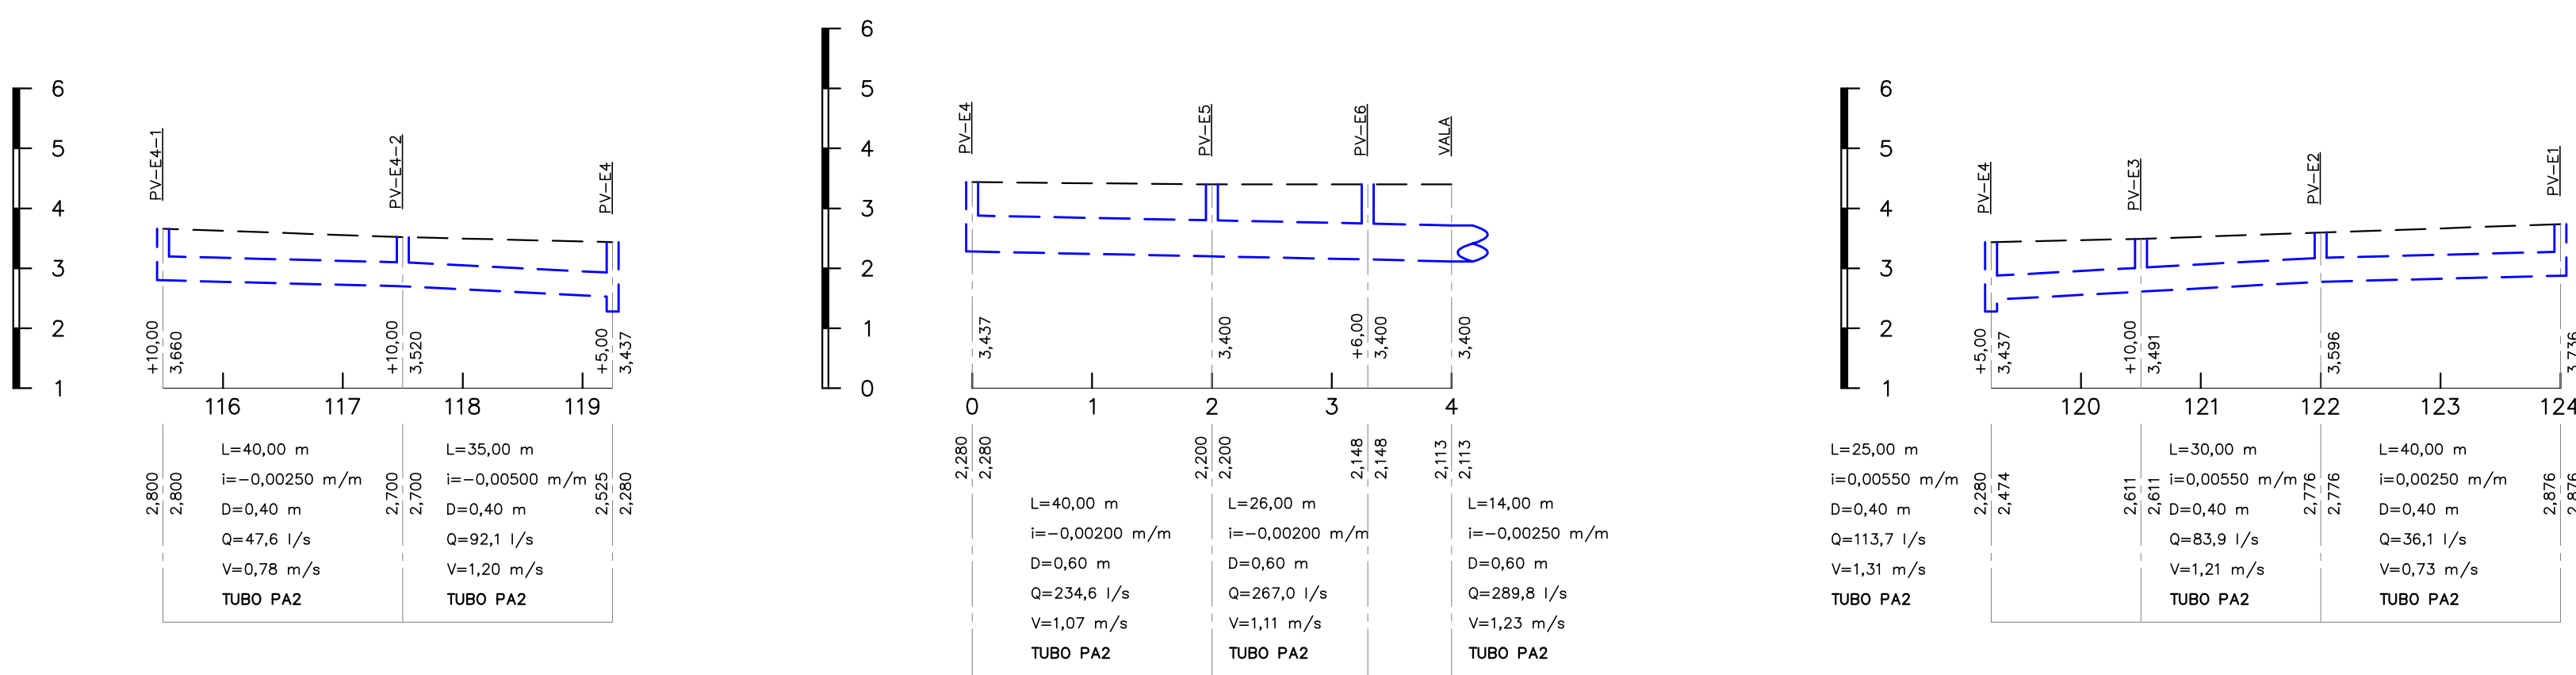 6
5
4
3
2
1
PV-E4-1
PV-E4-2
PV-E4
+10,00
3,660
+10,00
3,520
+5,00
3,437
116
117
118
119
2,800
2,800
2,700
2,700
2,525
2,280
L=40,00 m
i=-0,00250 m/m
D=0,40 m
Q=47,6 l/s
V=0,78 m/s
TUBO PA2
L=35,00 m
i=-0,00500 m/m
D=0,40 m
Q=92,1 l/s
V=1,20 m/s
TUBO PA2
6
5
4
3
2
1
0
PV-E4
PV-E5
PV-E6
VALA
3,437
3,400
+6,00
3,400
3,400
0
1
2
3
4
2,280
2,280
2,200
2,200
2,148
2,148
2,113
2,113
L=40,00 m
i=-0,00200 m/m
D=0,60 m
Q=234,6 l/s
V=1,07 m/s
TUBO PA2
L=26,00 m
i=-0,00200 m/m
D=0,60 m
Q=267,0 l/s
V=1,11 m/s
TUBO PA2
L=14,00 m
i=-0,00250 m/m
D=0,60 m
Q=289,8 l/s
V=1,23 m/s
TUBO PA2
6
5
4
3
2
1
PV-E4
PV-E3
PV-E2
PV-E1
+5,00
3,437
+10,00
3,491
3,596
3,736
120
121
122
123
124
L=25,00 m
i=0,00550 m/m
D=0,40 m
Q=113,7 l/s
V=1,31 m/s
TUBO PA2
2,280
2,474
2,611
2,611
2,776
2,776
2,876
2,876
L=30,00 m
i=0,00550 m/m
D=0,40 m
Q=83,9 l/s
V=1,21 m/s
TUBO PA2
L=40,00 m
i=0,00250 m/m
D=0,40 m
Q=36,1 l/s
V=0,73 m/s
TUBO PA2